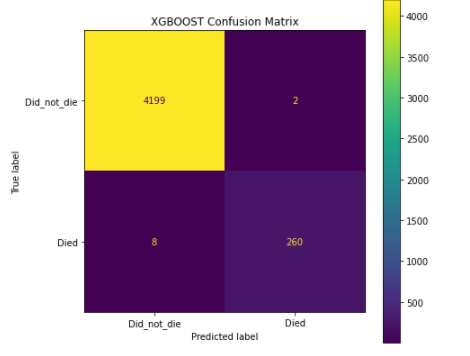 XGBOOST Confusion Matrix
4000
3500
3000
2500
2000
1500
1000
500
True label
Did_not_die
4199
2
Died
8
260
Did_not_die
Died
Predicted label